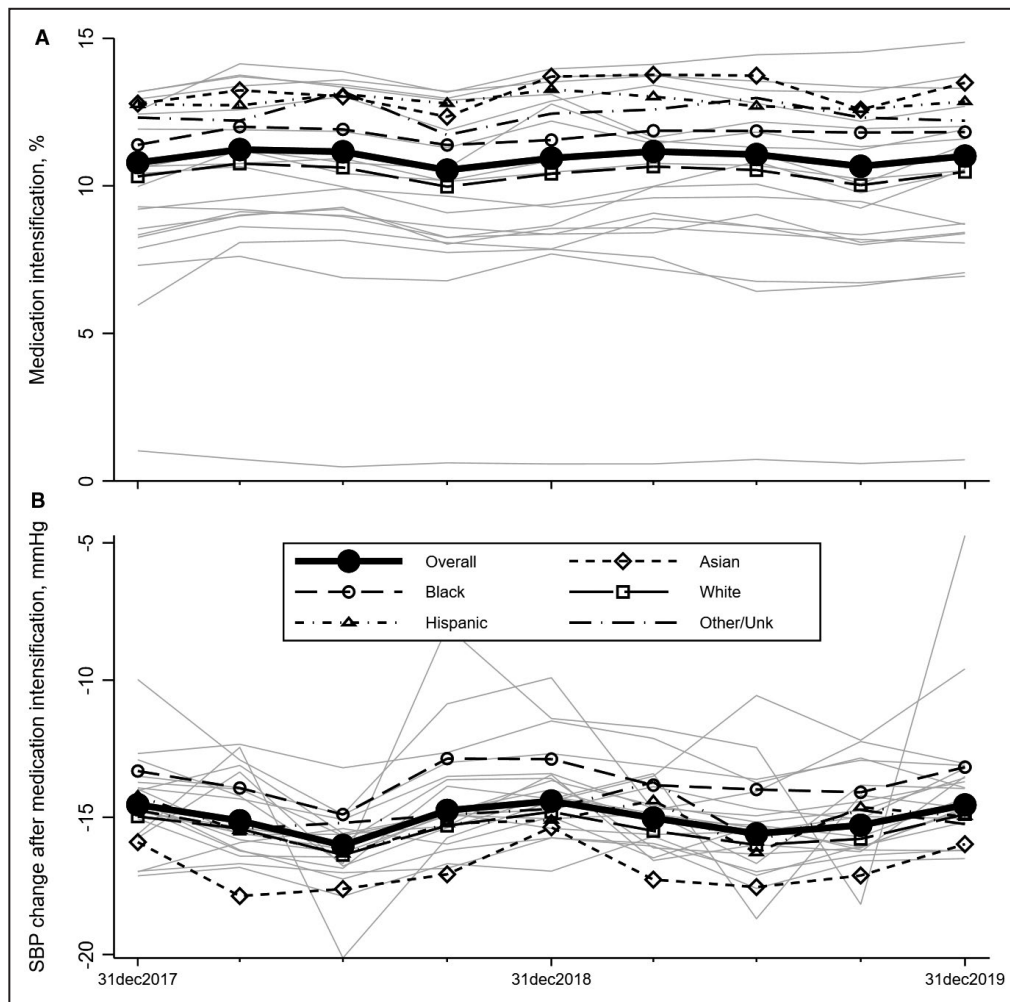 A
Medication intensification, %
15
10
5
0
B
SBP change after medication intensification, mmHg
-5
-10
-15
-20
Overall
Asian
Black
White
Hispanic
Other/Unk
31dec2017
31dec2018
31dec2019